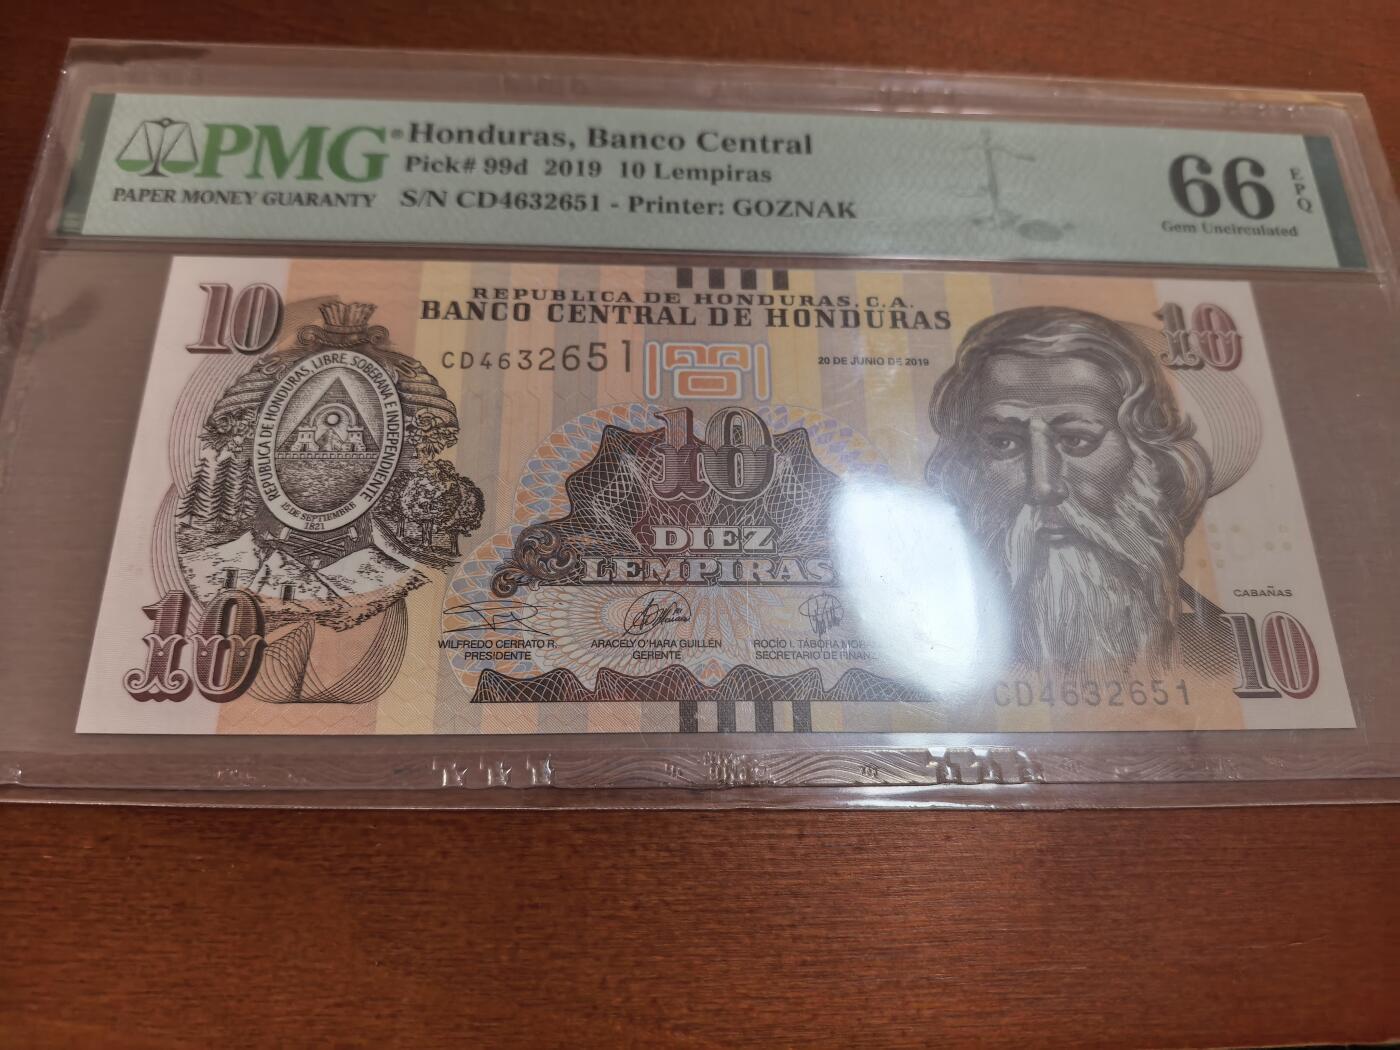 PMG®
PAPER MONEY GUARANTY
Honduras, Banco Central
Pick# 99d 2019 10 Lempiras
S/N CD4632651 - Printer: GOZNAK
66
EPQ
Gem Uncirculated
10
REPUBLICA DE HONDURAS, C.A.
BANCO CENTRAL DE HONDURAS
10
CD4632651
20 DE JUNIO DE 2019
REPUBLICA DE HONDURAS, LIBRE, SOBERANA E INDEPENDIENTE
15 DE SEPTIEMBRE
1821
10
DIEZ
LEMPIRAS
CABAÑAS
WILFREDO CERRATO R.
PRESIDENTE
ARACELY O'HARA GUILLÉN
GERENTE
ROCÍO I. TÁBORA
SECRETARIO DE
10
CD4632651
10